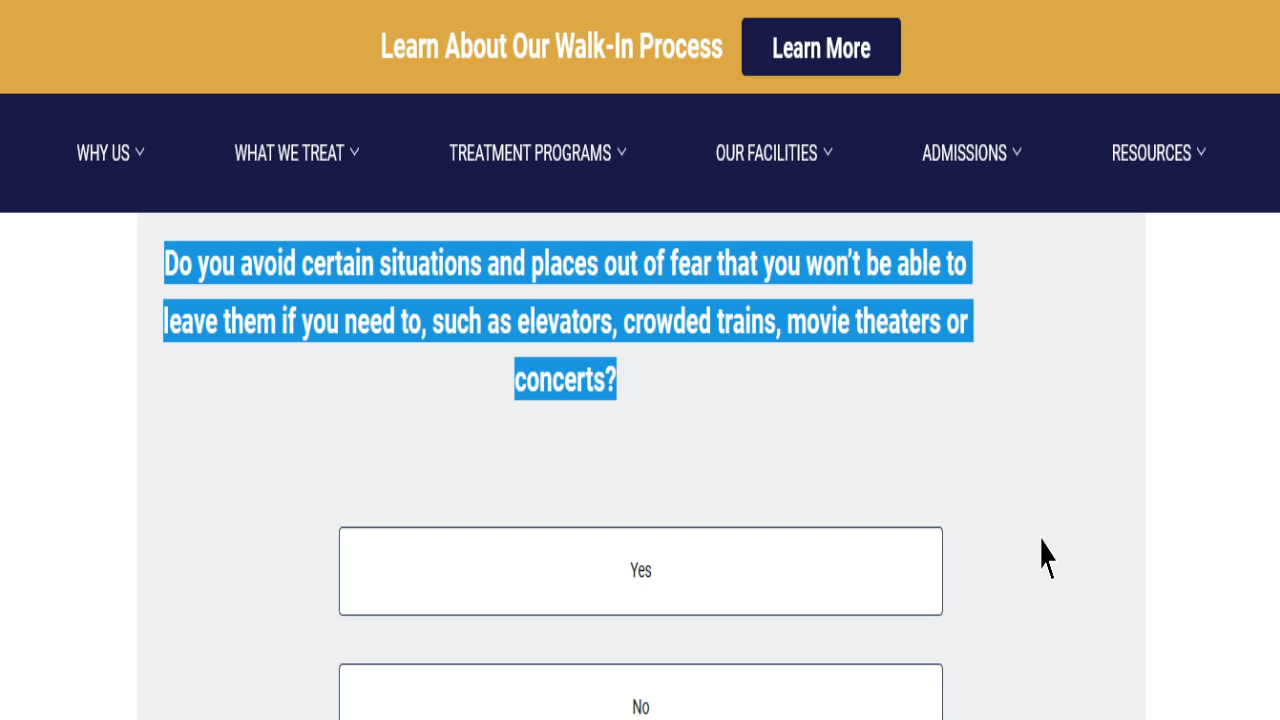 Learn About Our Walk-In Process Learn More
WHY US WHAT WE TREAT TREATMENT PROGRAMS OUR FACILITIES ADMISSIONS RESOURCES
Do you avoid certain situations and places out of fear that you won’t be able to
leave them if you need to, such as elevators, crowded trains, movie theaters or
concerts?
Yes
No